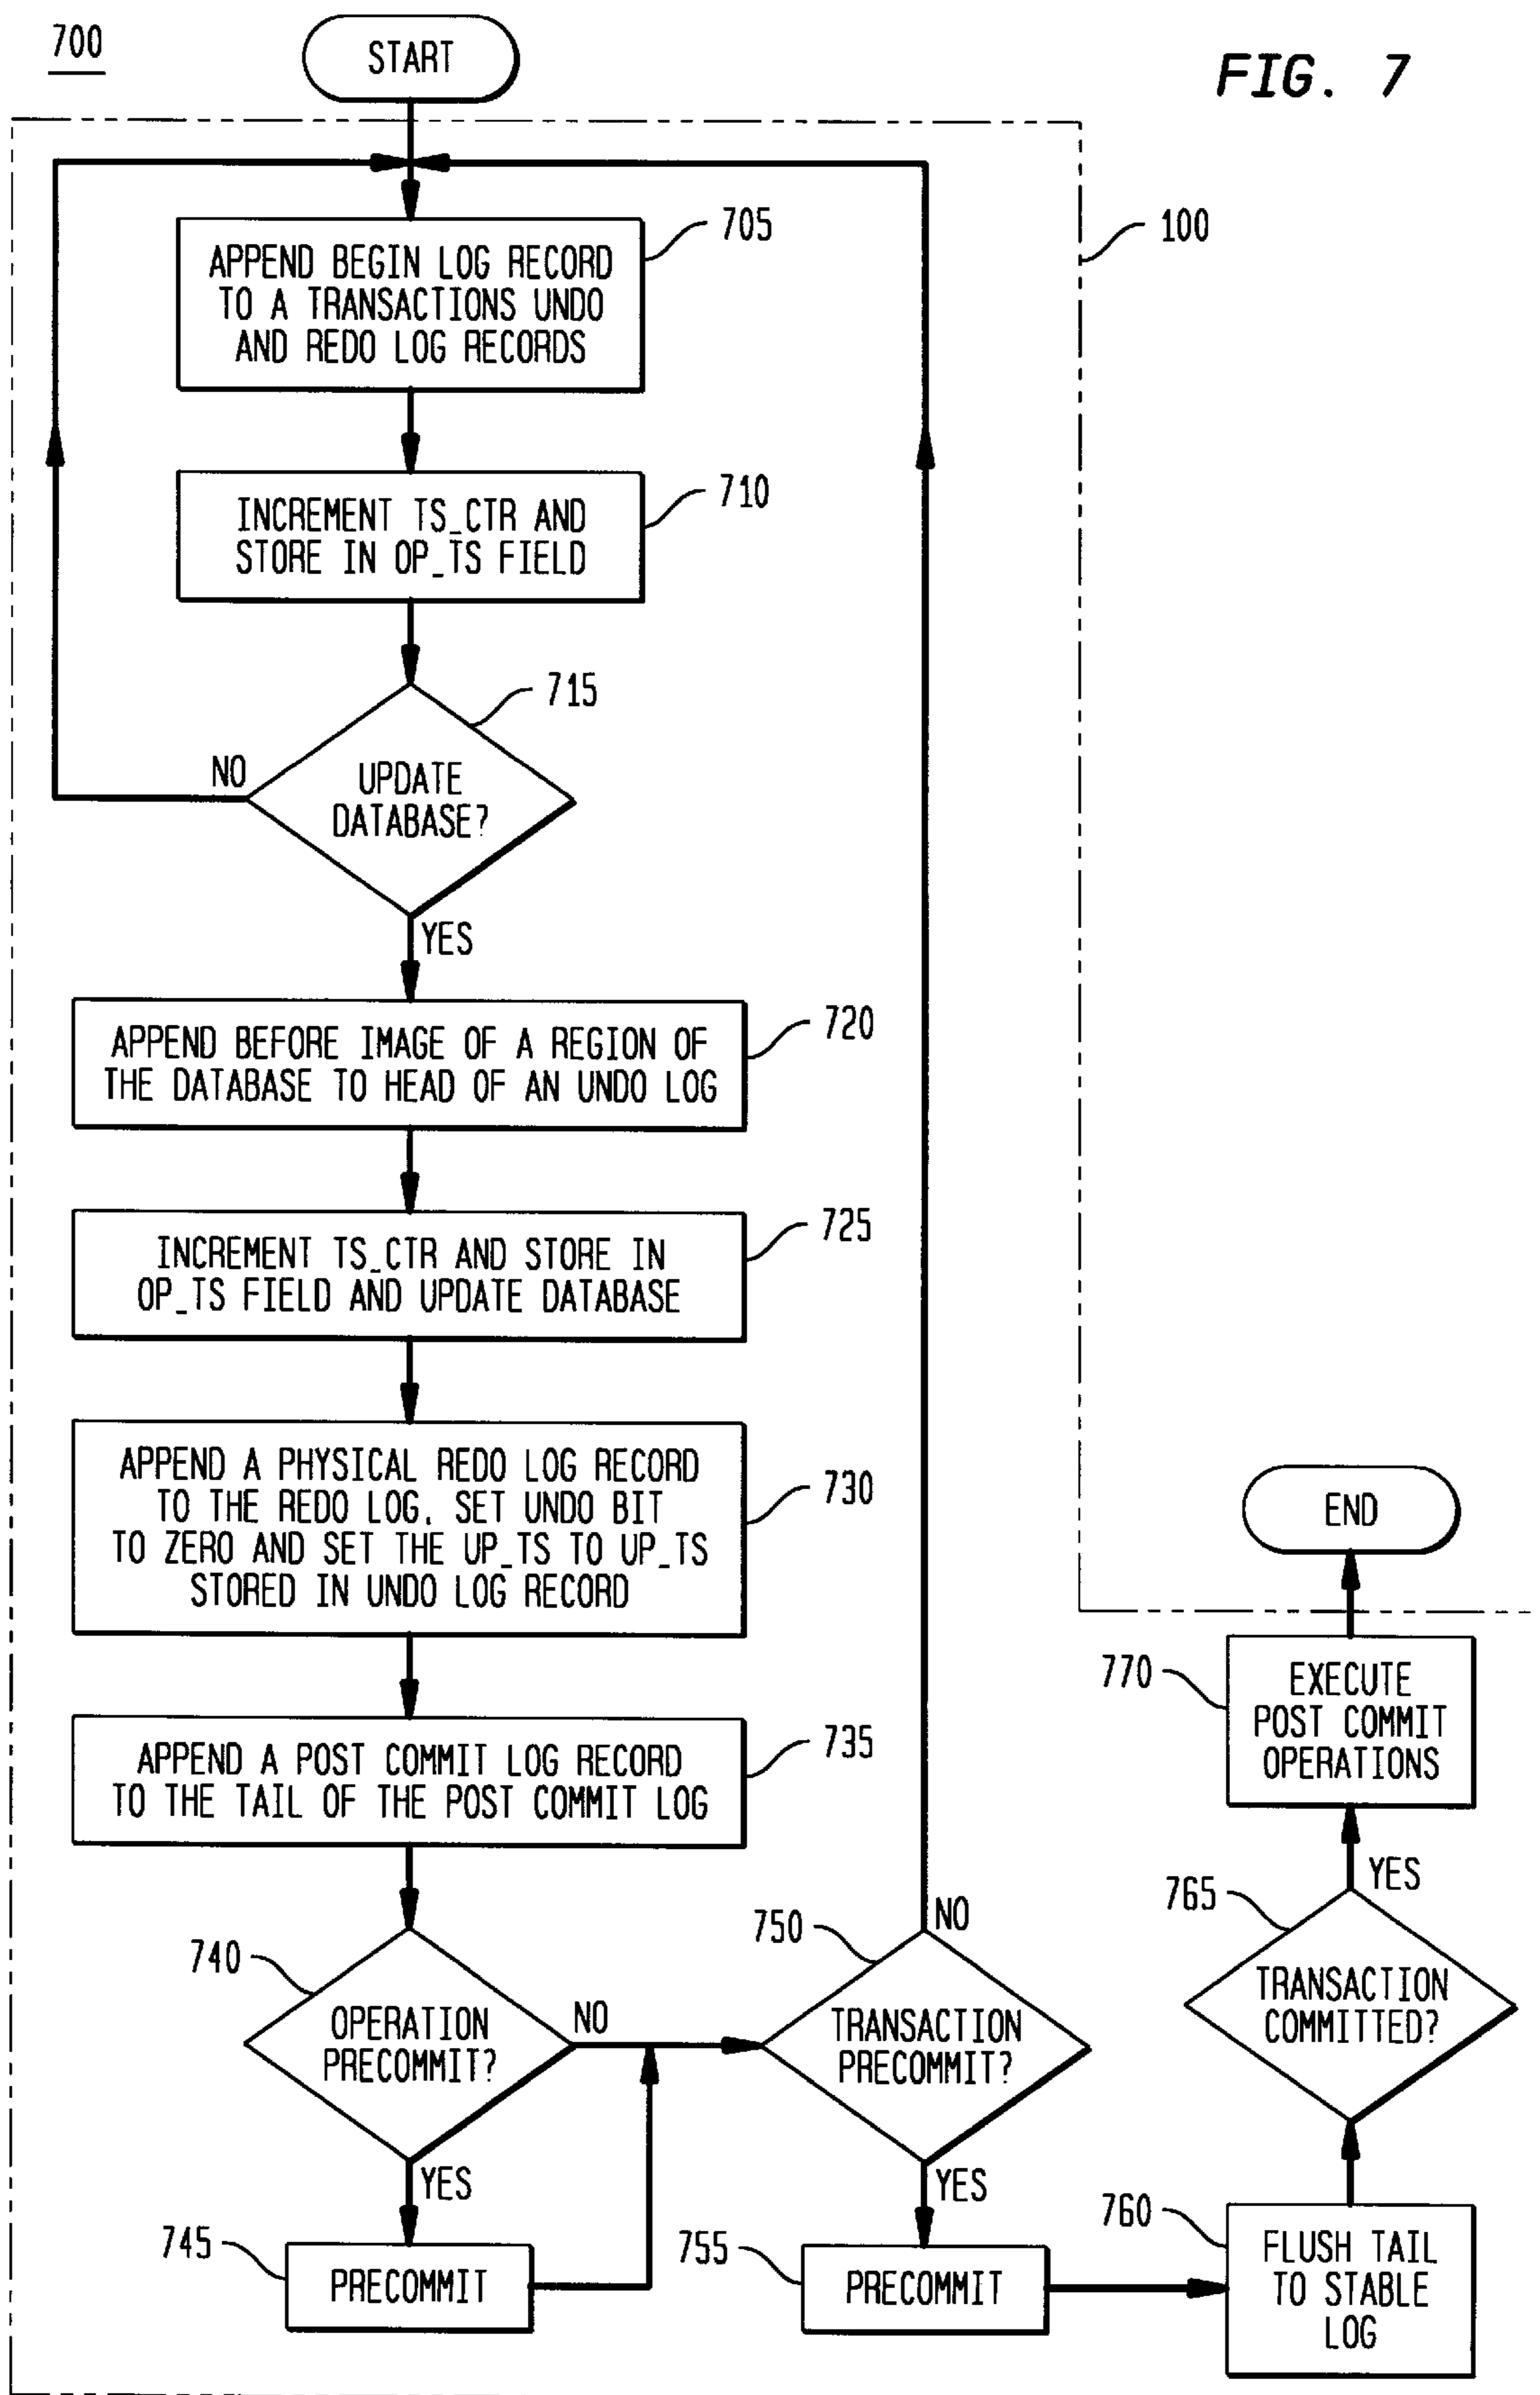 700
START
FIG. 7
100
705
APPEND BEGIN LOG RECORD
TO A TRANSACTIONS UNDO
AND REDO LOG RECORDS
710
INCREMENT TS_CTR AND
STORE IN OP_TS FIELD
715
NO
UPDATE
DATABASE?
YES
720
APPEND BEFORE IMAGE OF A REGION OF
THE DATABASE TO HEAD OF AN UNDO LOG
725
INCREMENT TS_CTR AND STORE IN
OP_TS FIELD AND UPDATE DATABASE
730
APPEND A PHYSICAL REDO LOG RECORD
TO THE REDO LOG, SET UNDO BIT
TO ZERO AND SET THE UP_TS TO UP_TS
STORED IN UNDO LOG RECORD
735
APPEND A POST COMMIT LOG RECORD
TO THE TAIL OF THE POST COMMIT LOG
740
OPERATION
PRECOMMIT?
NO
YES
745
PRECOMMIT
750
NO
TRANSACTION
PRECOMMIT?
YES
755
PRECOMMIT
760
FLUSH TAIL
TO STABLE
LOG
765
TRANSACTION
COMMITTED?
YES
770
EXECUTE
POST COMMIT
OPERATIONS
END